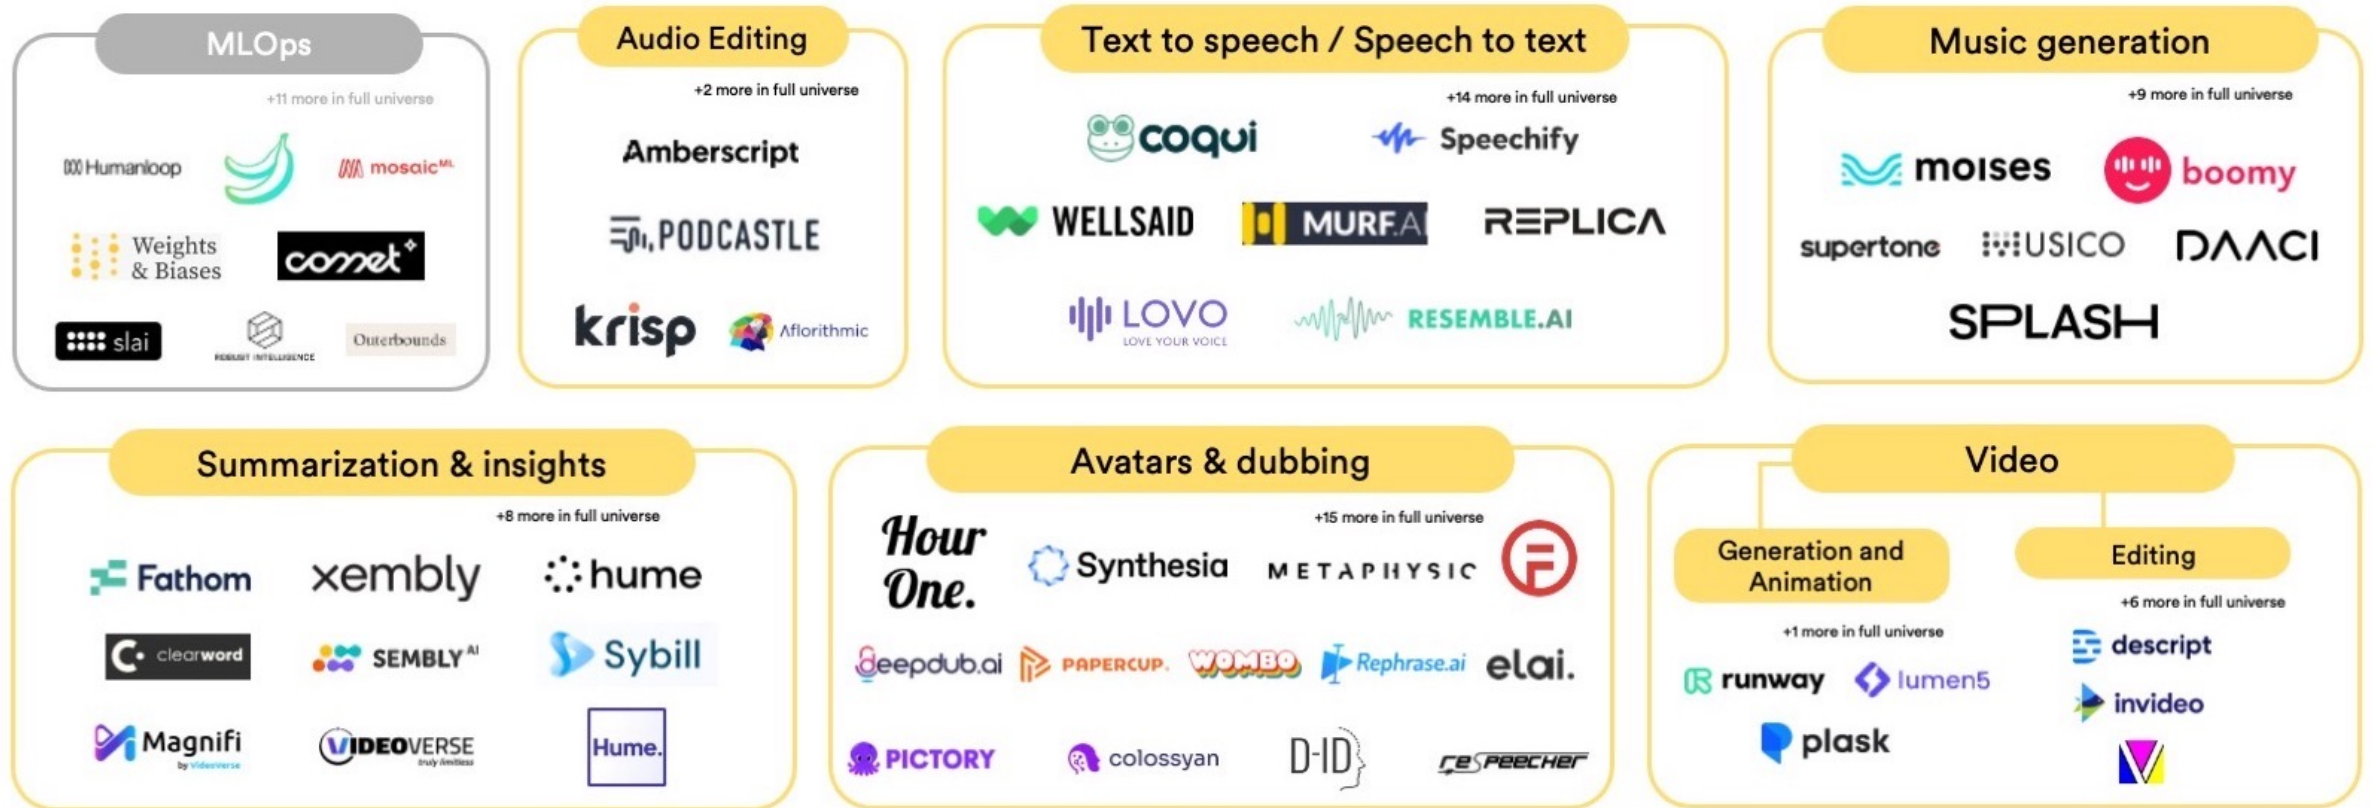 MLOps
+11 more in full universe
Humanloop
mosaicML
Weights
& Biases
comet
slai
ROBUST INTELLIGENCE
Outerbounds
Audio Editing
+2 more in full universe
Amberscript
PODCASTLE
krisp
Aflorithmic
Text to speech / Speech to text
+14 more in full universe
coqui
Speechify
WELLSAID
MURF.AI
REPLICA
LOVO
LOVE YOUR VOICE
RESEMBLE.AI
Music generation
+9 more in full universe
moises
boomy
supertone
MUSICO
DAACI
SPLASH
Summarization & insights
+8 more in full universe
Fathom
xembly
hume
clearword
SEMBLY AI
Sybill
Magnifi
by VideoVerse
VIDEOVERSE
truly limitless
Hume.
Avatars & dubbing
+15 more in full universe
Hour
One.
Synthesia
METAPHYSIC
F
deepdub.ai
PAPERCUP.
WOMBO
Rephrase.ai
elai.
PICTORY
colossyan
D-ID
reSPEECHER
Video
Generation and
Animation
+1 more in full universe
runway
lumen5
plask
Editing
+6 more in full universe
descript
invideo
V